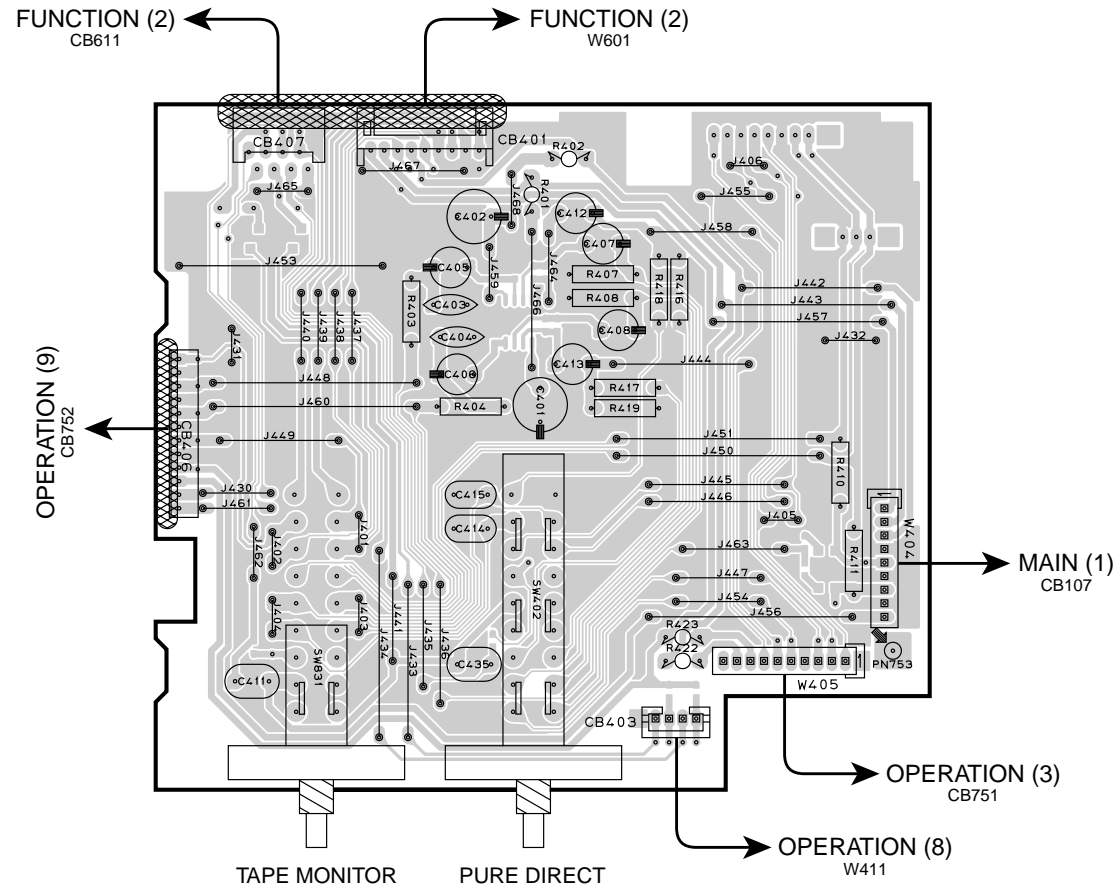 FUNCTION (2)
CB611
FUNCTION (2)
W601
CB407
CB401
R402
J467
J406
J465
J468
R401
J455
C402
C412
J458
C407
J453
C405
J459
J464
R407
R418
R416
J466
J442
R408
C403
R403
J443
J440
J439
J438
J437
J457
C408
J431
C404
J432
C413
J444
C406
J448
R417
OPERATION (9)
CB752
J460
R404
C401
R419
CB406
J449
J451
J450
R410
J430
C415
J445
J461
J446
1
C414
J405
W404
J401
J462
J402
J463
R411
MAIN (1)
CB107
SW402
J447
J441
J435
J436
J454
J404
J403
J434
J433
J456
R423
SW831
C435
R422
PN753
C411
1
W405
CB403
OPERATION (3)
CB751
OPERATION (8)
W411
TAPE MONITOR
PURE DIRECT